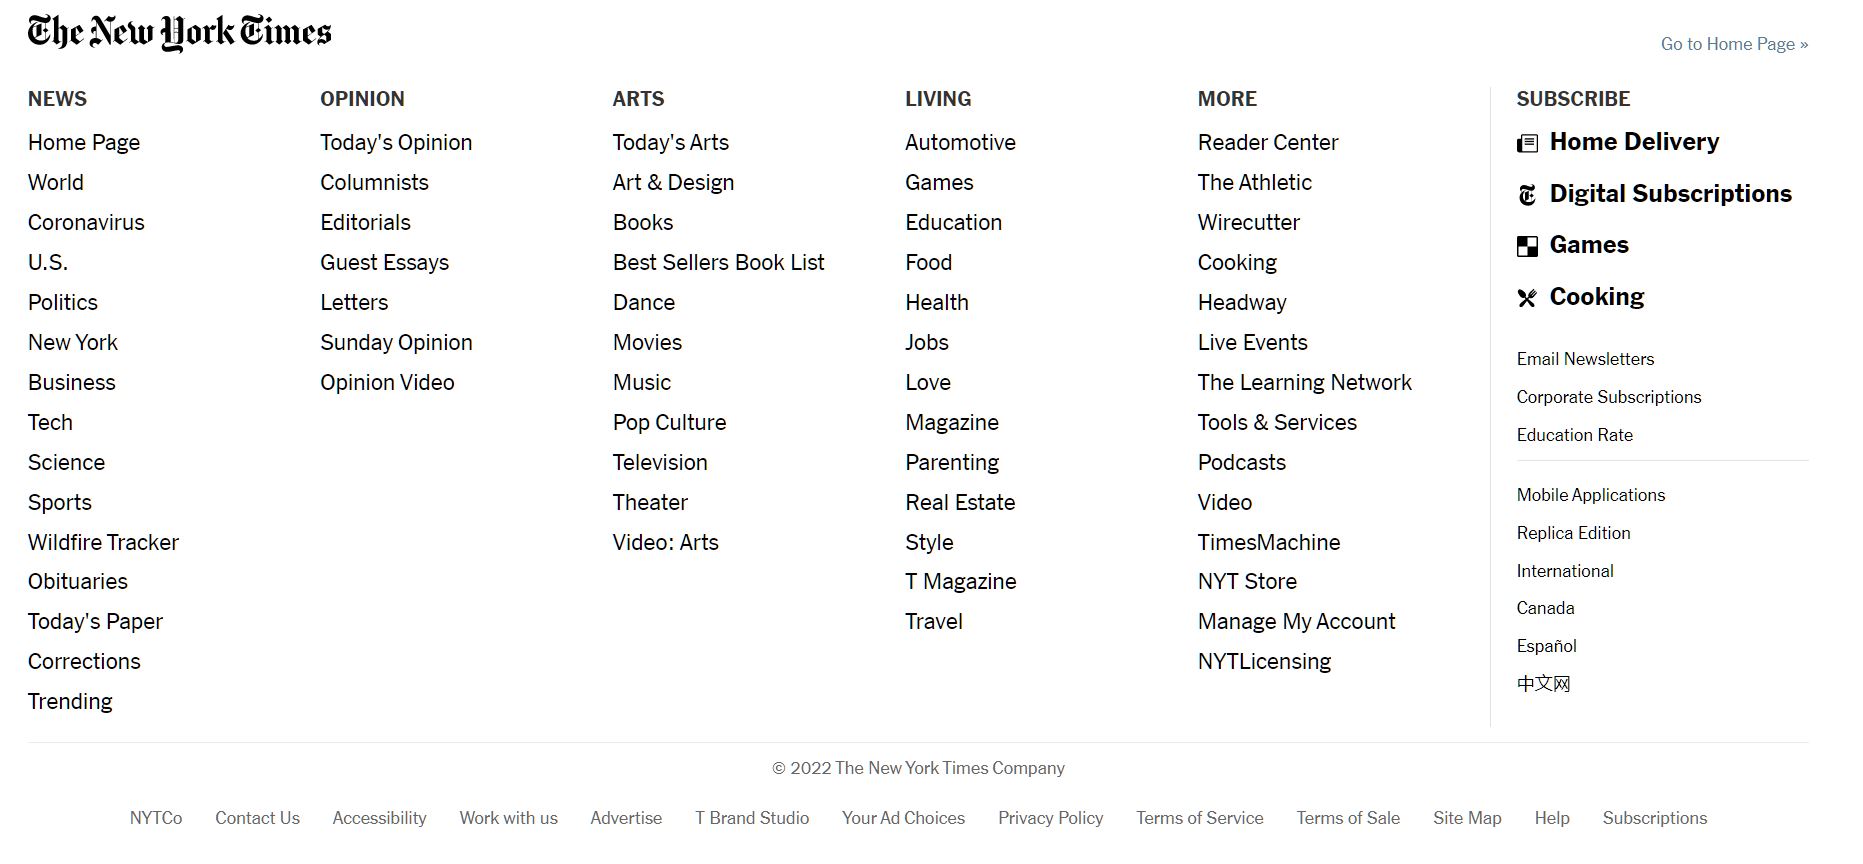 The New York Times
Go to Home Page »
NEWS
Home Page
World
Coronavirus
U.S.
Politics
New York
Business
Tech
Science
Sports
Wildfire Tracker
Obituaries
Today's Paper
Corrections
Trending
OPINION
Today's Opinion
Columnists
Editorials
Guest Essays
Letters
Sunday Opinion
Opinion Video
ARTS
Today's Arts
Art & Design
Books
Best Sellers Book List
Dance
Movies
Music
Pop Culture
Television
Theater
Video: Arts
LIVING
Automotive
Games
Education
Food
Health
Jobs
Love
Magazine
Parenting
Real Estate
Style
T Magazine
Travel
MORE
Reader Center
The Athletic
Wirecutter
Cooking
Headway
Live Events
The Learning Network
Tools & Services
Podcasts
Video
TimesMachine
NYT Store
Manage My Account
NYTLicensing
SUBSCRIBE
Home Delivery
Digital Subscriptions
Games
Cooking
Email Newsletters
Corporate Subscriptions
Education Rate
Mobile Applications
Replica Edition
International
Canada
Español
中文网
© 2022 The New York Times Company
NYTCo Contact Us Accessibility Work with us Advertise T Brand Studio Your Ad Choices Privacy Policy Terms of Service Terms of Sale Site Map Help Subscriptions